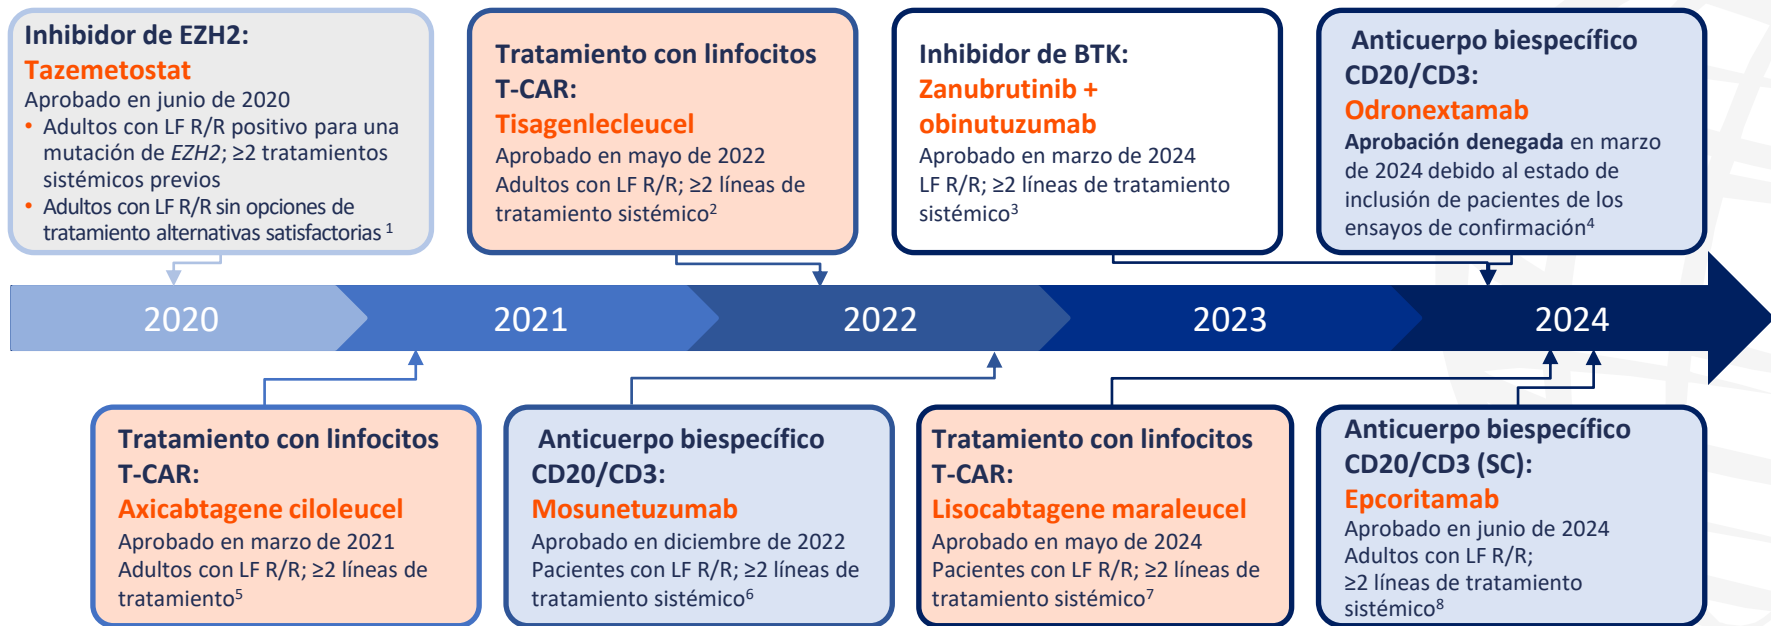 Inhibidor de EZH2:
Tazemetostat
Aprobado en junio de 2020
• Adultos con LF R/R positivo para una
mutación de EZH2; ≥2 tratamientos
sistémicos previos
• Adultos con LF R/R sin opciones de
tratamiento alternativas satisfactorias 1
Tratamiento con linfocitos
T-CAR:
Tisagenlecleucel
Aprobado en mayo de 2022
Adultos con LF R/R; ≥2 líneas de
tratamiento sistémico2
Inhibidor de BTK:
Zanubrutinib +
obinutuzumab
Aprobado en marzo de 2024
LF R/R; ≥2 líneas de tratamiento
sistémico3
Anticuerpo biespecífico
CD20/CD3:
Odronextamab
Aprobación denegada en marzo
de 2024 debido al estado de
inclusión de pacientes de los
ensayos de confirmación4
2020
2021
2022
2023
2024
Tratamiento con linfocitos
T-CAR:
Axicabtagene ciloleucel
Aprobado en marzo de 2021
Adultos con LF R/R; ≥2 líneas de
tratamiento5
Anticuerpo biespecífico
CD20/CD3:
Mosunetuzumab
Aprobado en diciembre de 2022
Pacientes con LF R/R; ≥2 líneas de
tratamiento sistémico6
Tratamiento con linfocitos
T-CAR:
Lisocabtagene maraleucel
Aprobado en mayo de 2024
Pacientes con LF R/R; ≥2 líneas de
tratamiento sistémico7
Anticuerpo biespecífico
CD20/CD3 (SC):
Epcoritamab
Aprobado en junio de 2024
Adultos con LF R/R;
≥2 líneas de tratamiento
sistémico8